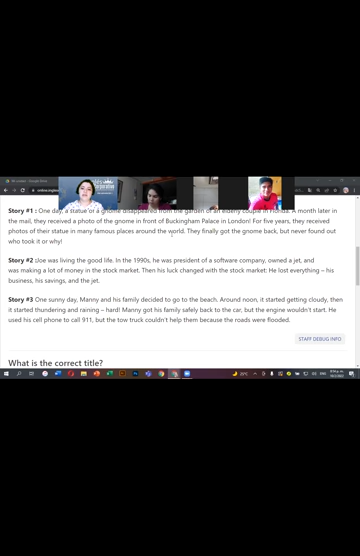 Story #1 : One day, a statue of a gnome disappeared from the garden of an elderly couple in Florida. A month later in
the mail, they received a photo of the gnome in front of Buckingham Palace in London! For five years, they received
photos of their statue in many famous places around the world. They finally got the gnome back, but never found out
who took it or why!
Story #2 : Joe was living the good life. In the 1990s, he was president of a software company, owned a jet, and
was making a lot of money in the stock market. Then his luck changed with the stock market: He lost everything – his
business, his savings, and the jet.
Story #3 : One sunny day, Manny and his family decided to go to the beach. Around noon, it started getting cloudy, then
it started thundering and raining – hard! Manny got his family safely back to the car, but the engine wouldn't start. He
used his cell phone to call 911, but the tow truck couldn't help them because the roads were flooded.
STAFF DEBUG INFO
What is the correct title?